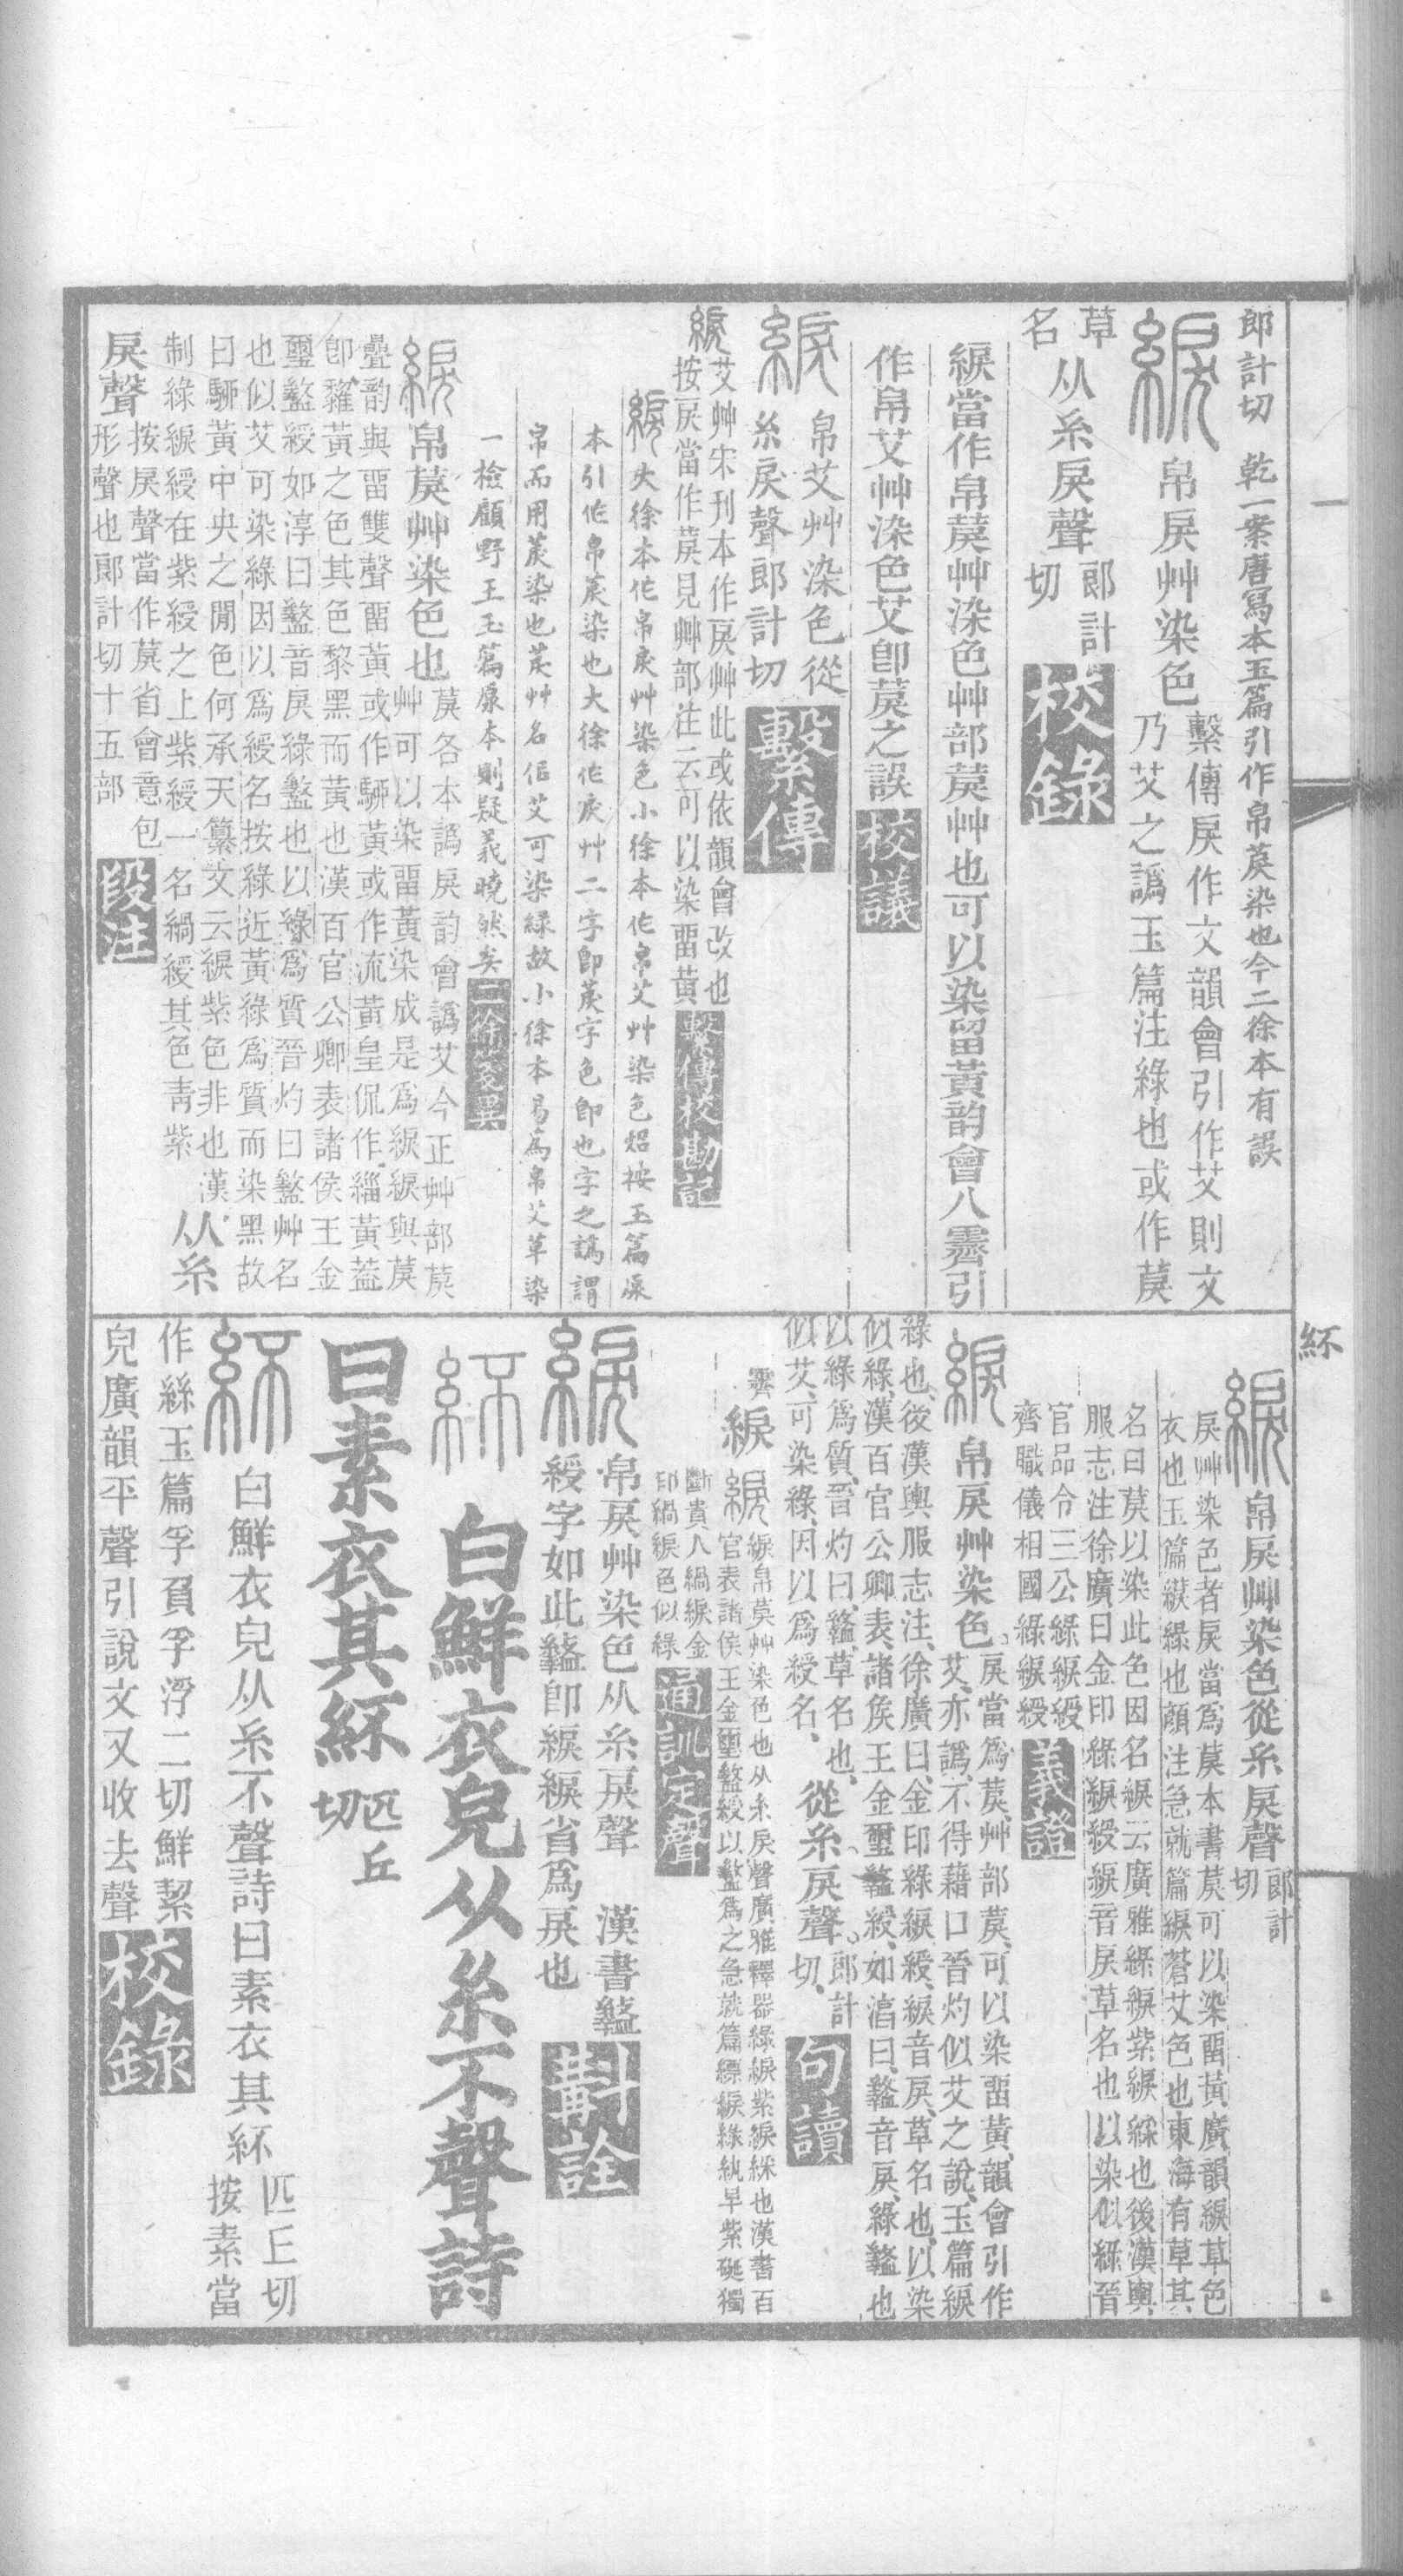 郎計切　乾一案唐寫本玉篇引作帛莀染也今二徐本有誤
綟　帛戾艸染色　繫傳戾作文韻會引作艾則文
乃艾之譌玉篇注綠也或作莀
草名　从糸戾聲　郎計切　校錄
綟當作帛莀艸染色艸部莀艸也可以染留黃韵會八霽引
作帛艾艸染色艾卽莀之誤　校議
綟　帛艾艸染色從
糸戾聲郎計切　繫傳
綟　艾艸宋刊本作戾艸此或依韻會改也
按戾當作莀見艸部注云可以染畱黃　繫傳校勘記
綟　大徐本作帛戾艸染色小徐本作帛艾艸染色炤按玉篇原
本引作帛莀染也大徐作戾艸二字卽莀字色卽也字之譌謂
帛而用莀染也莀艸名侣艾可染綠故小徐本易爲帛艾草染
一檢顧野王玉篇原本則疑義曉然矣　二徐箋異
綟　帛莀艸染色也　莀各本譌戾韵會譌艾今正艸部莀
艸可以染畱黃染成是爲綟綟與莀
疊韵與畱雙聲畱黃或作駵黃或作流黃皇侃作緇黃葢
卽黧黃之色其色黎黑而黃也漢百官公卿表諸侯王金
璽盭綬如淳曰盭音戾綠盭也以綠爲質晉灼曰盭艸名
也似艾可染綠因以爲綬名按綠近黃綠爲質而染黑故
曰駵黃中央之閒色何承天纂文云綟紫色非也漢
制綠綟綬在紫綬之上紫綬一名緺綬其色青紫　从糸
戾聲　按戾聲當作莀省會意包
形聲也郎計切十五部　段注
紑
綟　帛戾艸染色從糸戾聲　郎計切
戾艸染色者戾當爲莀本書莀可以染畱黃廣韻綟草色
衣也玉篇綟綠也顏注急就篇綟蒼艾色也東海有草其
名曰莀以染此色因名綟云廣雅綠綟紫綟綵也後漢輿
服志注徐廣曰金印綠綟綬綟音戾草名也以染似綠晉
官品令三公綠綟綬
齊職儀相國綠綟綬　義證
綟　帛戾艸染色　戾當爲莀艸部莀可以染畱黃韻會引作
艾亦譌不得藉口晉灼似艾之說玉篇綟
綠也後漢輿服志注徐廣曰金印綠綟綬綟音戾草名也以染
似綠漢百官公卿表諸矦王金璽盭綬如湻曰盭音戾綠盭也
以綠爲質晉灼曰盭草名也
似艾可染綠因以爲綬名　從糸戾聲　郎計切　句讀
霽　綟　綟　綟帛莀艸染色也从糸戾聲廣雅釋器綠綟紫綟綵也漢書百
官表諸侯王金璽盭綬以盭爲之急就篇縹綟綠紈皁紫硟獨
斷貴人緺綟金
印緺綟色似綠　通訓定聲
綟　帛戾艸染色从糸戾聲　漢書盭
綬字如此盭卽綟綟省爲戾也　斠詮
紑　白鮮衣皃从糸不聲詩
曰素衣其紑　匹丘切
紑　白鮮衣皃从糸不聲詩曰素衣其紑　匹丘切
按素當
作絲玉篇孚負孚浮二切鮮絜
皃廣韻平聲引說文又收去聲　校錄